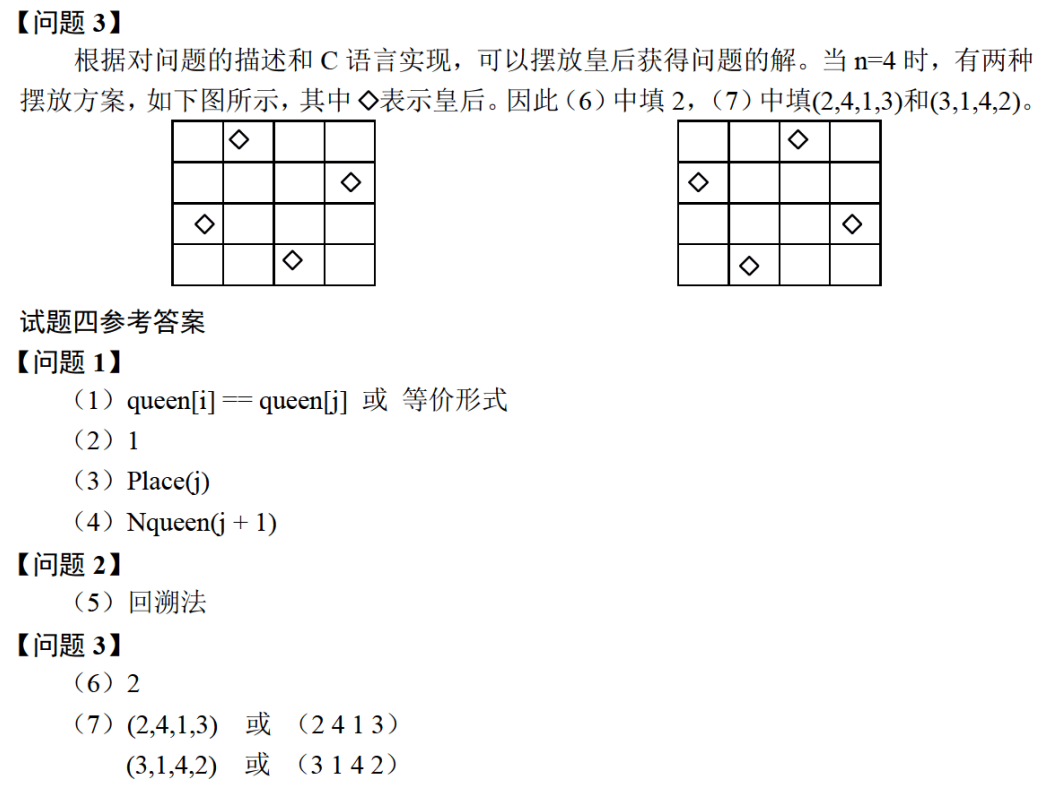 【问题 3】
根据对问题的描述和 C 语言实现，可以摆放皇后获得问题的解。当 n=4 时，有两种
摆放方案，如下图所示，其中◇表示皇后。因此（6）中填 2，（7）中填(2,4,1,3)和(3,1,4,2)。
试题四参考答案
【问题 1】
（1）queen[i] == queen[j] 或 等价形式
（2）1
（3）Place(j)
（4）Nqueen(j + 1)
【问题 2】
（5）回溯法
【问题 3】
（6）2
（7）(2,4,1,3) 或 （2 4 1 3）
(3,1,4,2) 或 （3 1 4 2）